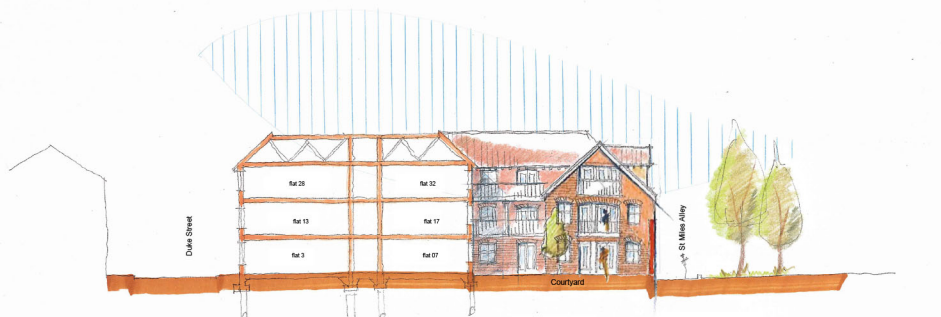 flat 28
flat 32
flat 13
flat 17
flat 3
flat 07
Duke Street
St Miles Alley
Courtyard